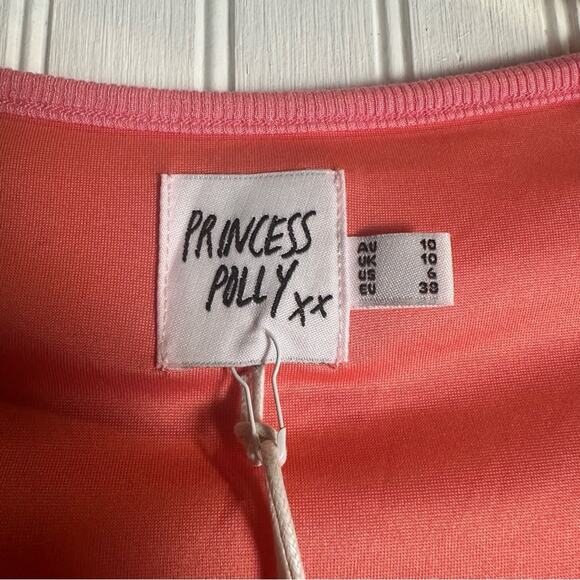 PRINCESS
POLLY xx
AU 10
UK 10
US 6
EU 38